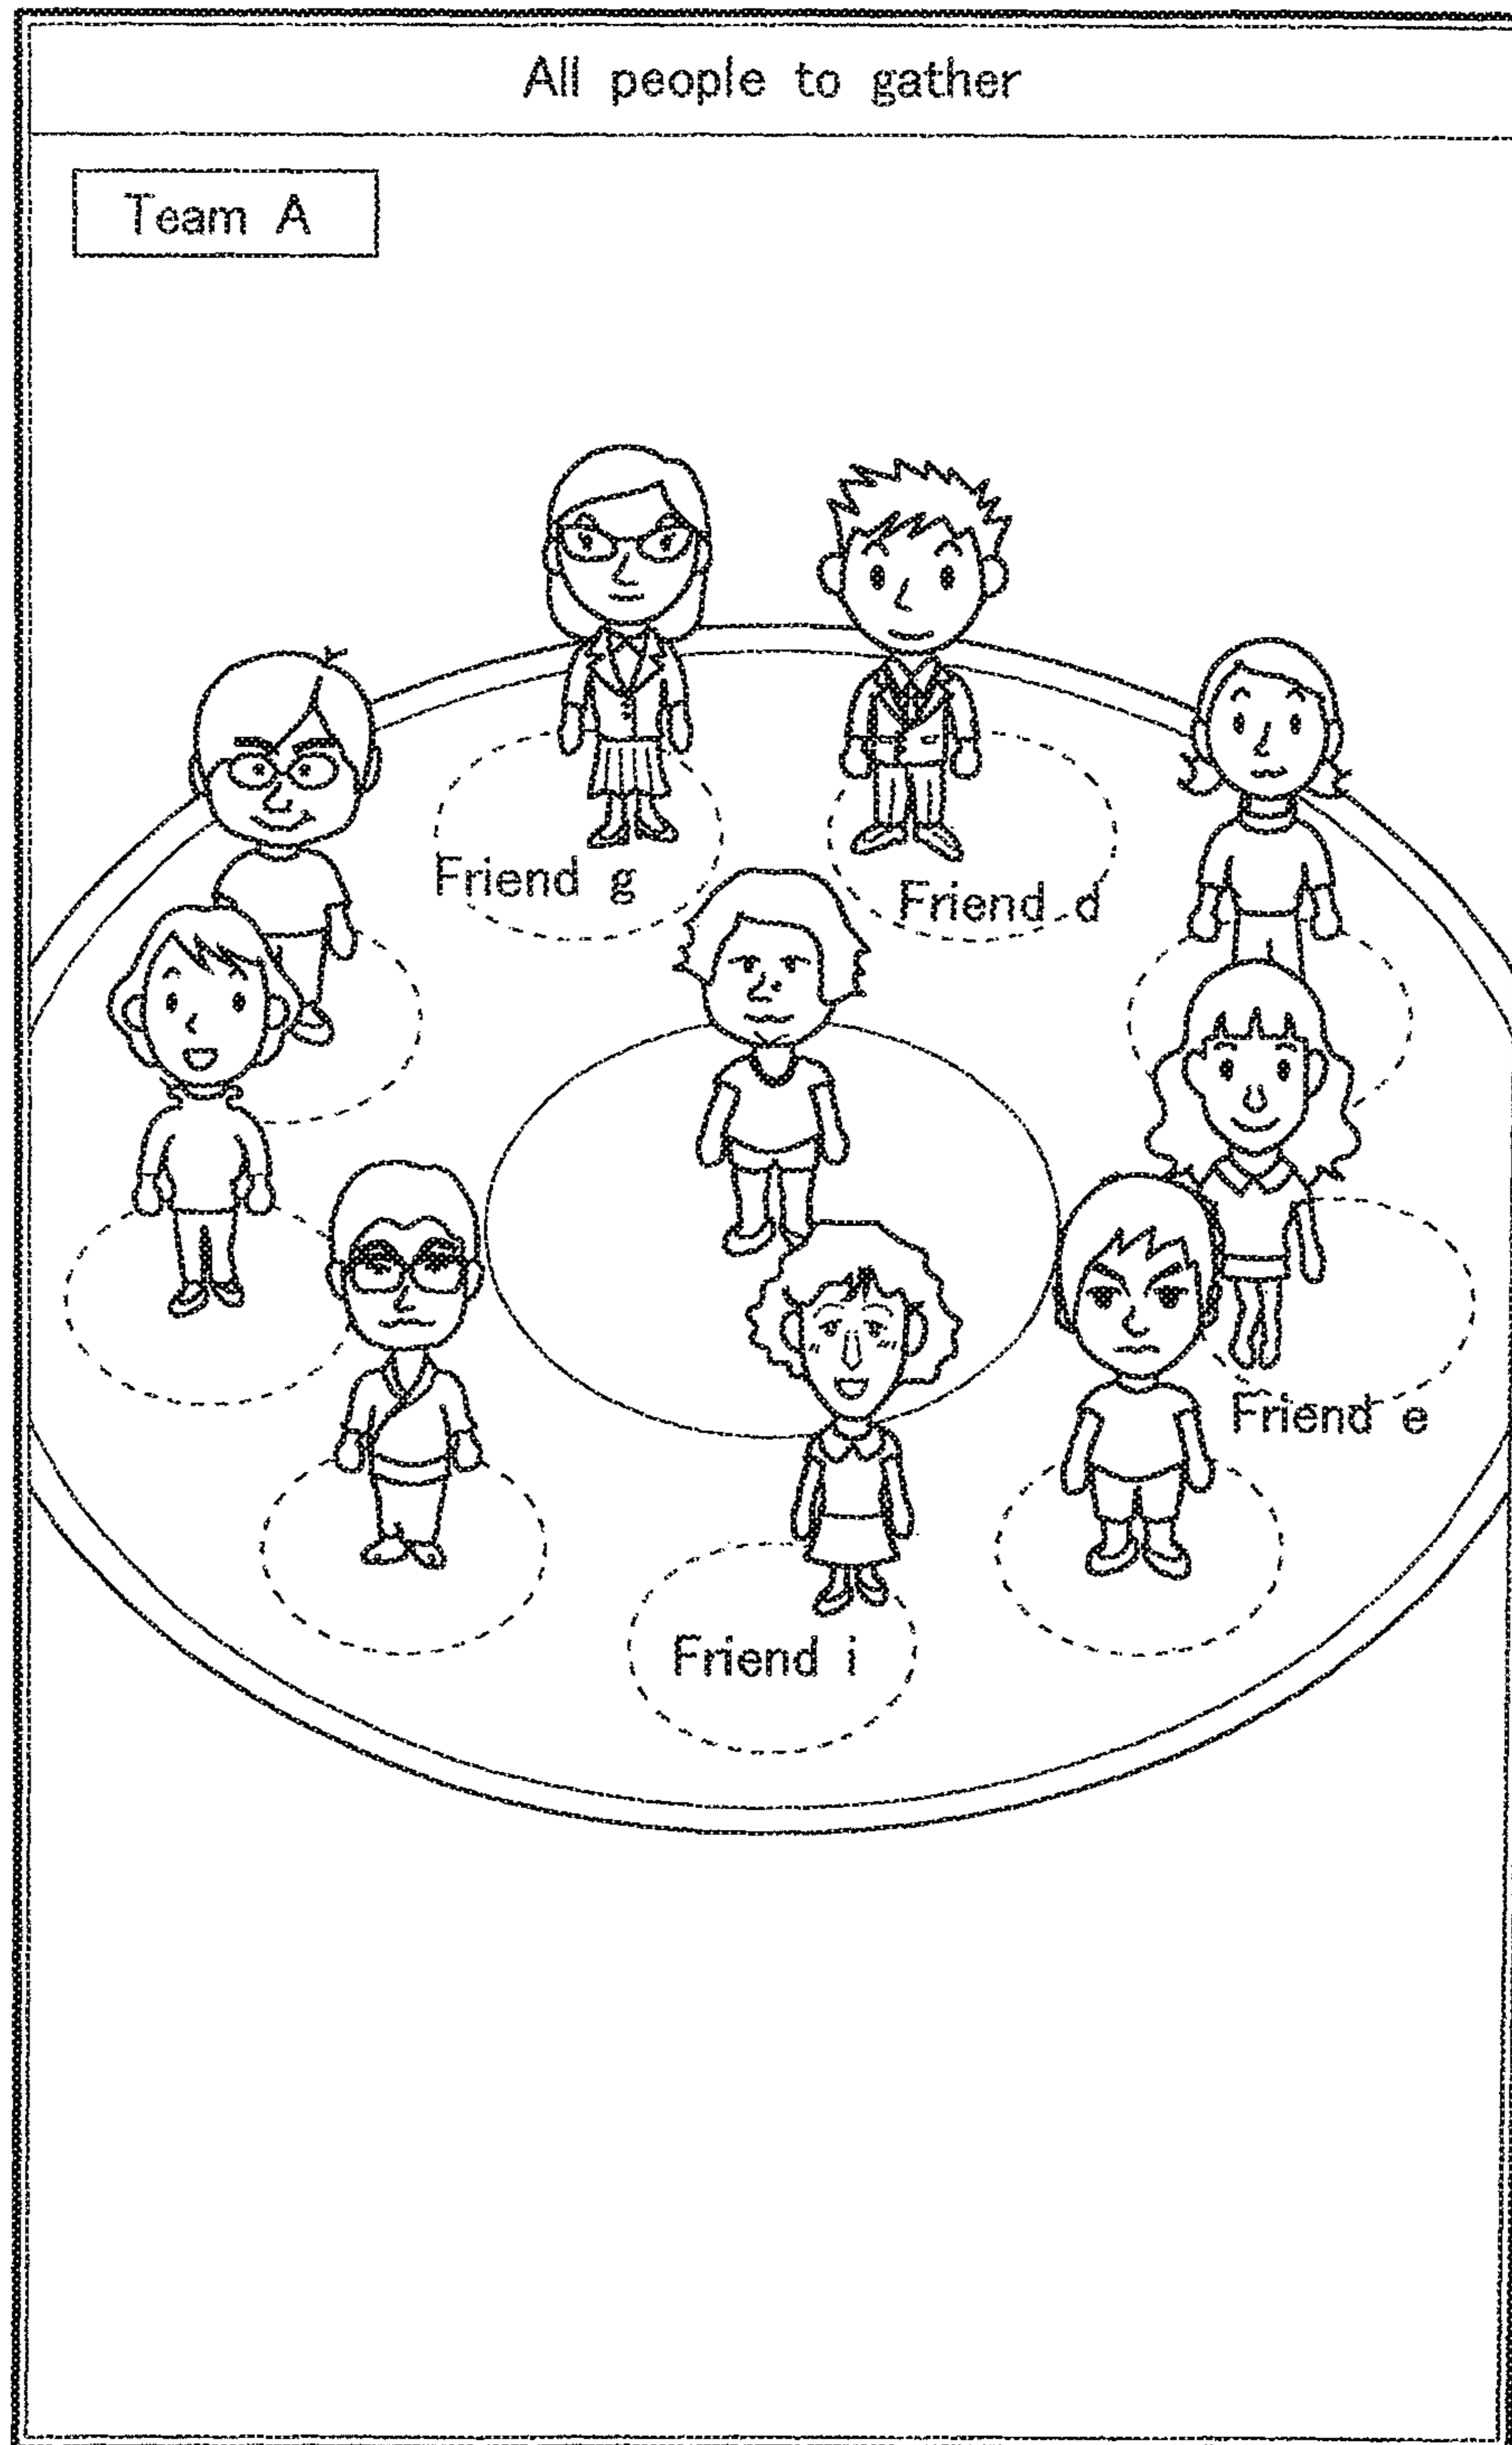 All people to gather
Team A
Friend g
Friend d
Friend e
Friend i